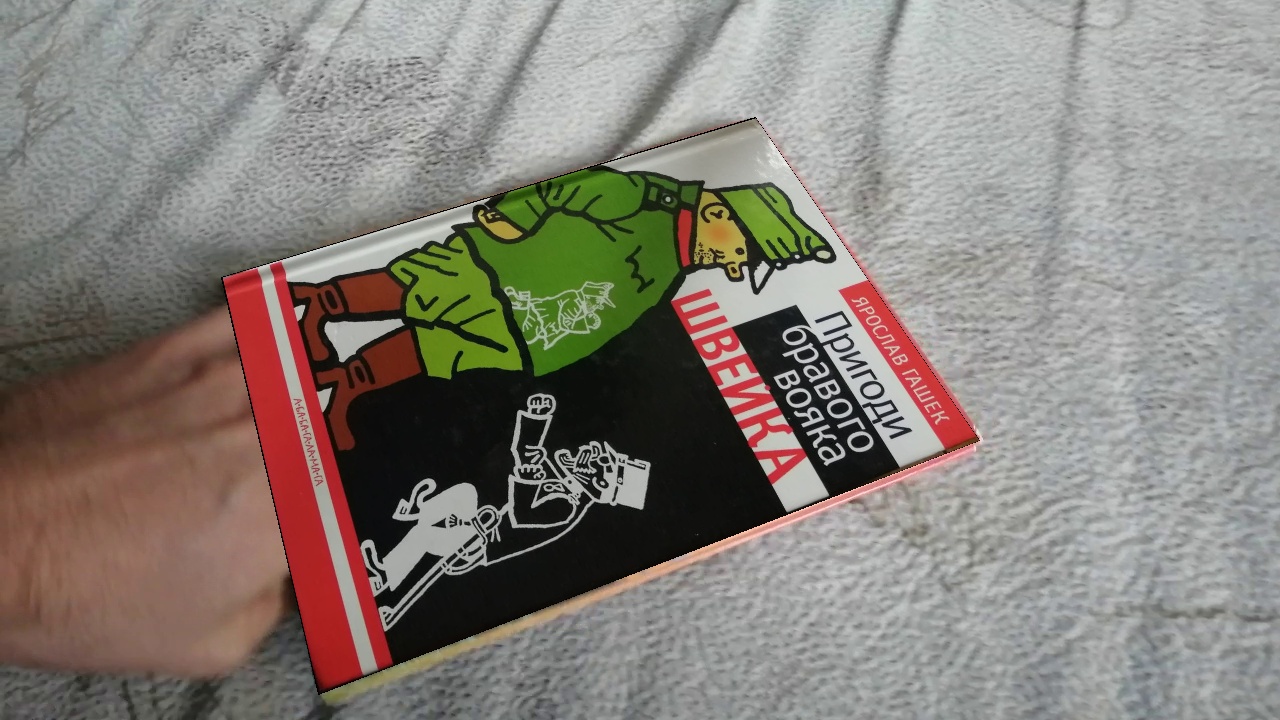 ЯРОСЛАВ ГАШЕК
Пригоди
бравого
вояка
ШВЕЙКА
А-БА-БА-ГА-ЛА-МА-ГА